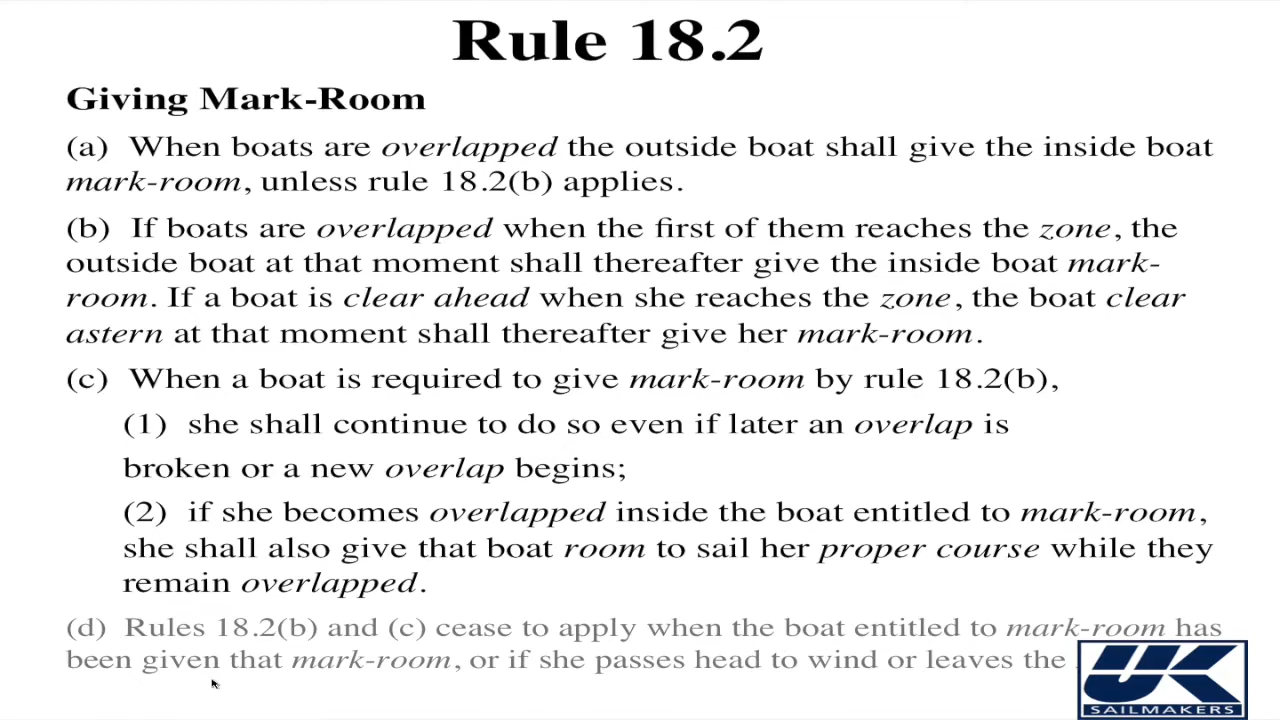 Rule 18.2
Giving Mark-Room
(a) When boats are overlapped the outside boat shall give the inside boat
mark-room, unless rule 18.2(b) applies.
(b) If boats are overlapped when the first of them reaches the zone, the
outside boat at that moment shall thereafter give the inside boat mark-
room. If a boat is clear ahead when she reaches the zone, the boat clear
astern at that moment shall thereafter give her mark-room.
(c) When a boat is required to give mark-room by rule 18.2(b),
(1) she shall continue to do so even if later an overlap is
broken or a new overlap begins;
(2) if she becomes overlapped inside the boat entitled to mark-room,
she shall also give that boat room to sail her proper course while they
remain overlapped.
(d) Rules 18.2(b) and (c) cease to apply when the boat entitled to mark-room has
been given that mark-room, or if she passes head to wind or leaves the
UK
SAILMAKERS